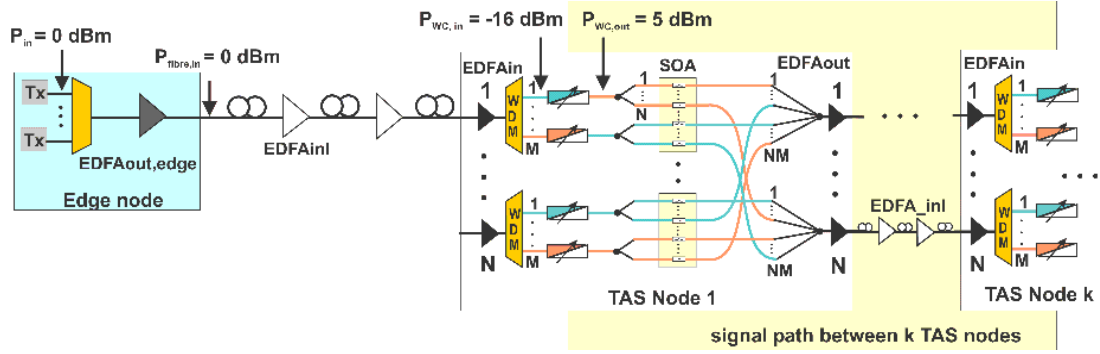 P_in = 0 dBm
P_fibre,in = 0 dBm
P_WC, in = -16 dBm
P_WC,out = 5 dBm
Tx
Tx
EDFAout,edge
Edge node
EDFAinl
EDFAin
1
N
WDM
1
M
WDM
1
M
1
N
SOA
1
NM
1
NM
EDFAout
1
N
TAS Node 1
EDFA_inl
EDFAin
1
N
WDM
1
M
WDM
1
M
TAS Node k
signal path between k TAS nodes